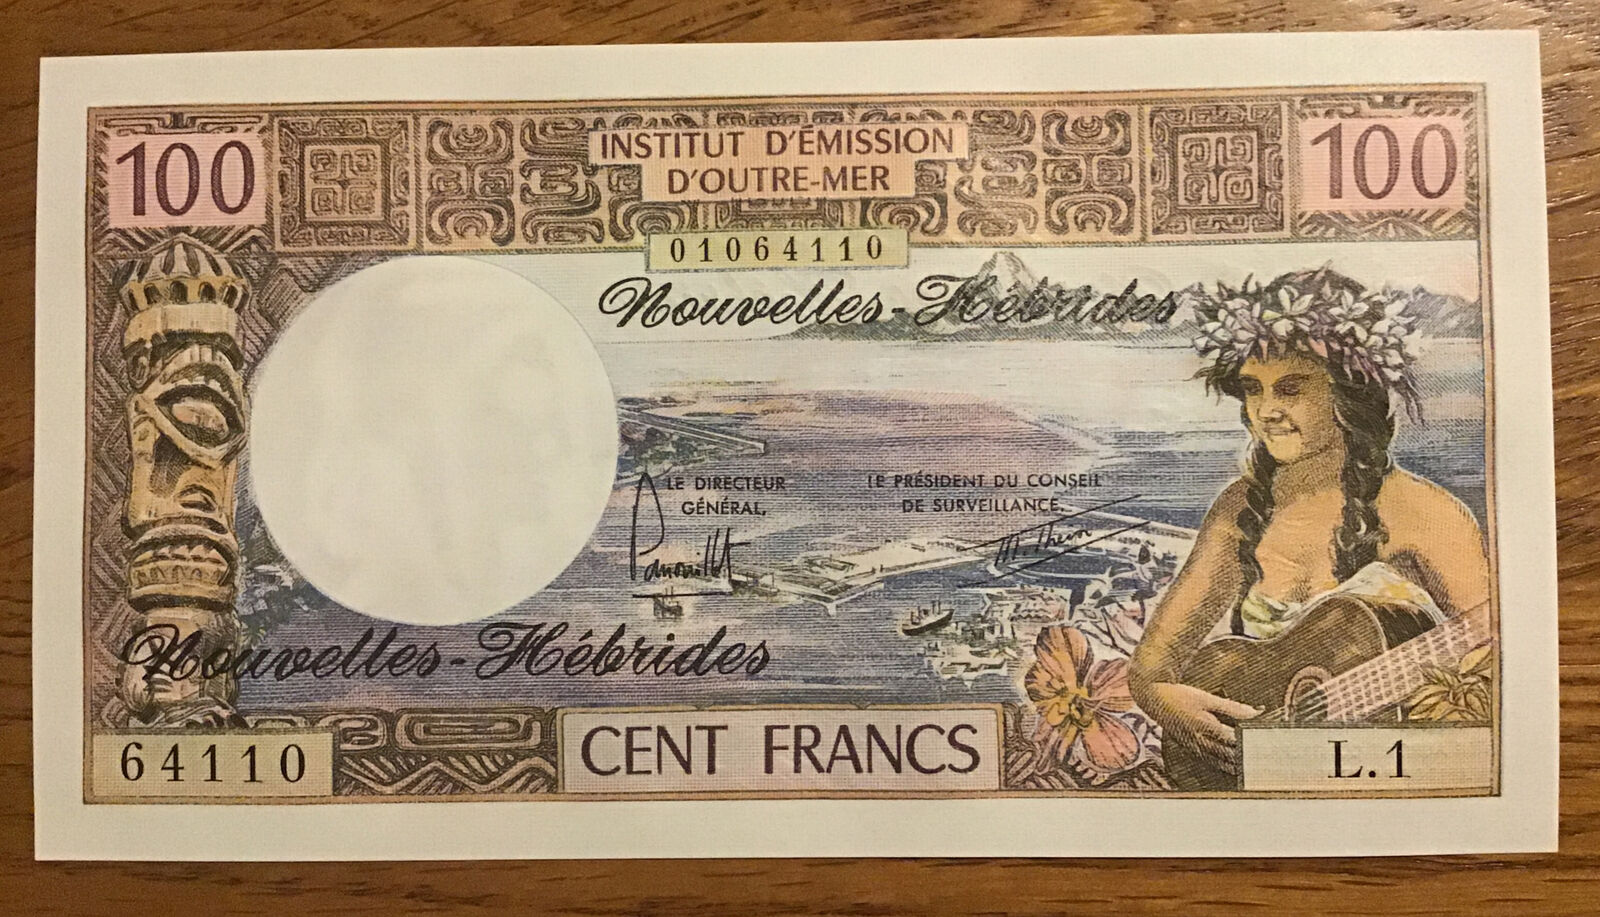 100
INSTITUT D'ÉMISSION
D'OUTRE-MER
100
01064110
Nouvelles-Hébrides
LE DIRECTEUR
GÉNÉRAL,
LE PRÉSIDENT DU CONSEIL
DE SURVEILLANCE,
Nouvelles-Hébrides
64110
CENT FRANCS
L.1